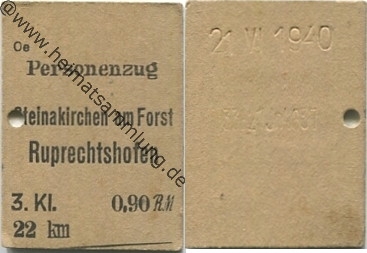 Oe
Personenzug
Steinakirchen am Forst
Ruprechtshofen
3. Kl. 0,90 RM
22 km
www.heimatsammlung.de
21 VI 1940